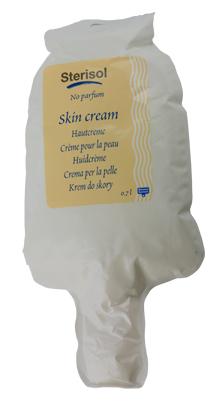 Sterisol
No parfum
Skin cream
Hautcreme
Crème pour la peau
Huidcrème
Crema per la pelle
Krem do skory
0.7 l